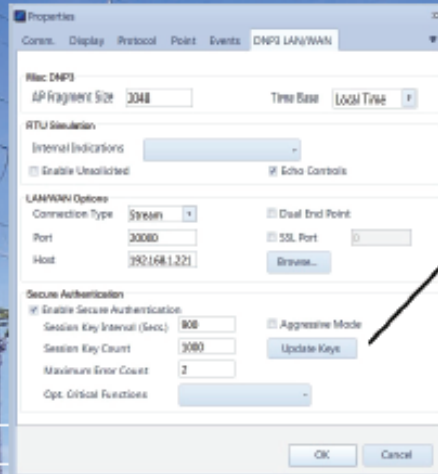 Properties
Comm. Display Protocol Point Events DNP3 LAN/WAN
Misc DNP3
AP Fragment Size 2048 Time Base Local Time
RTU Simulation
Internal Indications
Enable Unsolicited Echo Controls
LAN/WAN Options
Connection Type Stream Dual End Point
Port 20000 SSL Port 0
Host 192.168.1.221 Browse...
Secure Authentication
Enable Secure Authentication
Session Key Interval (Secs.) 800 Aggressive Mode
Session Key Count 1000 Update Keys
Maximum Error Count 2
Opt. Critical Functions
OK Cancel